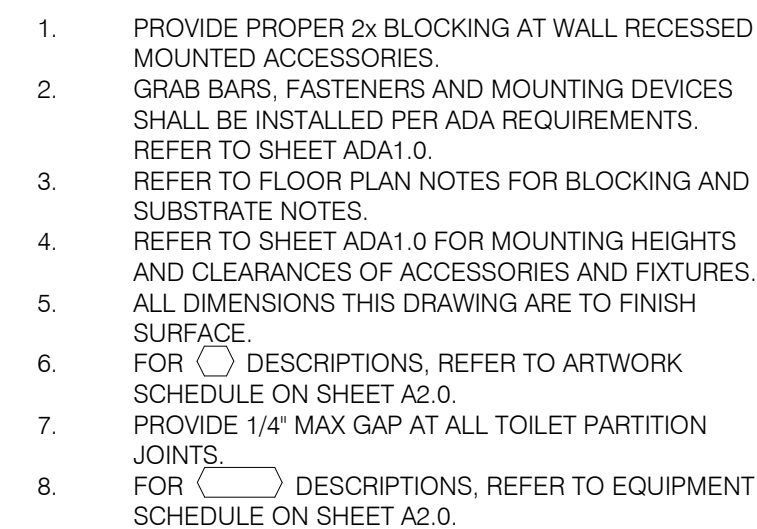 1. PROVIDE PROPER 2x BLOCKING AT WALL RECESSED
MOUNTED ACCESSORIES.
2. GRAB BARS, FASTENERS AND MOUNTING DEVICES
SHALL BE INSTALLED PER ADA REQUIREMENTS.
REFER TO SHEET ADA1.0.
3. REFER TO FLOOR PLAN NOTES FOR BLOCKING AND
SUBSTRATE NOTES.
4. REFER TO SHEET ADA1.0 FOR MOUNTING HEIGHTS
AND CLEARANCES OF ACCESSORIES AND FIXTURES.
5. ALL DIMENSIONS THIS DRAWING ARE TO FINISH
SURFACE.
6. FOR DESCRIPTIONS, REFER TO ARTWORK
SCHEDULE ON SHEET A2.0.
7. PROVIDE 1/4" MAX GAP AT ALL TOILET PARTITION
JOINTS.
8. FOR DESCRIPTIONS, REFER TO EQUIPMENT
SCHEDULE ON SHEET A2.0.